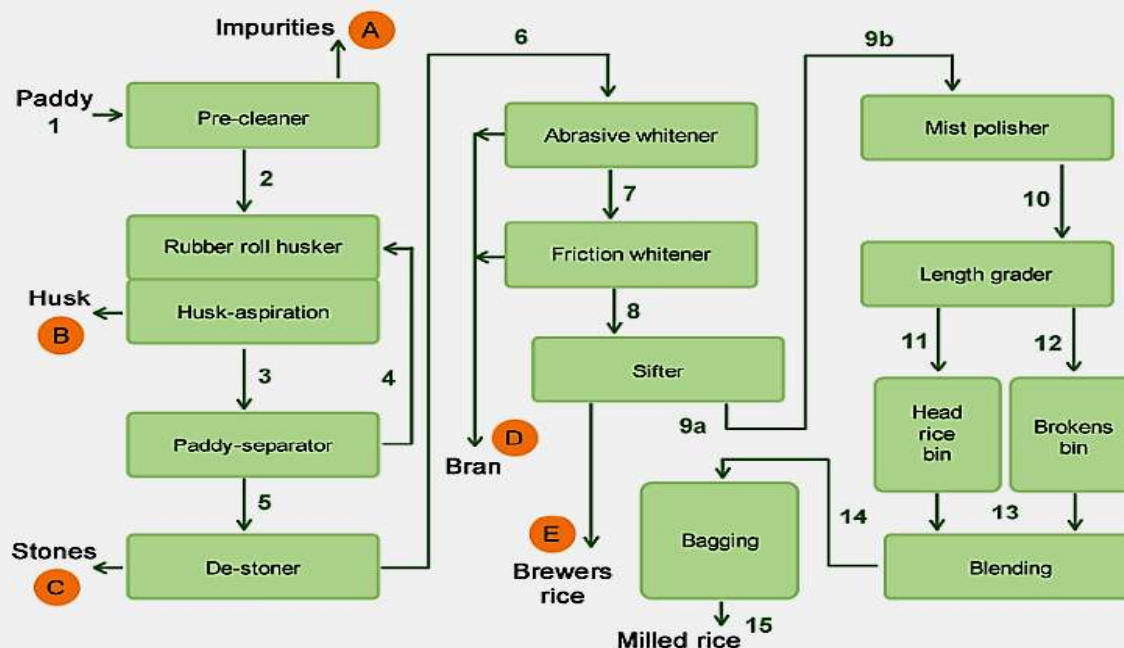 Impurities A
Paddy
1
Pre-cleaner
2
Rubber roll husker
Husk-aspiration
Husk
B
3
4
Paddy-separator
5
Stones
C
De-stoner
6
Abrasive whitener
7
Friction whitener
8
Sifter
D
Bran
E
Brewers
rice
9a
9b
Mist polisher
10
Length grader
11
12
Head
rice
bin
Brokens
bin
13
Blending
14
Bagging
15
Milled rice